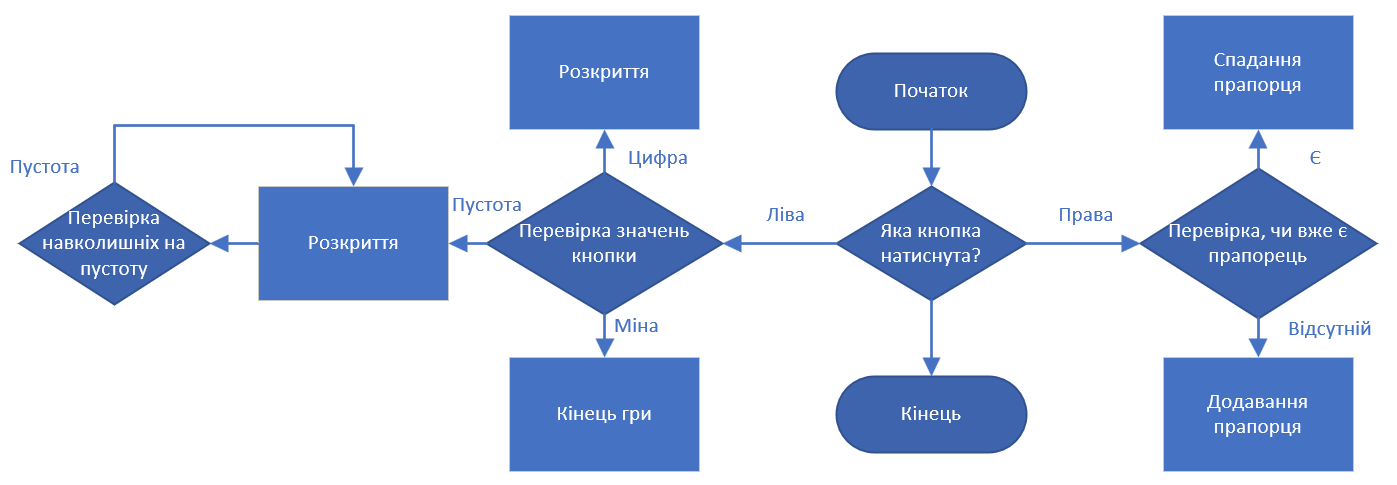 Розкриття
Початок
Спадання
прапорця
Пустота
Цифра
Є
Пустота
Ліва
Права
Перевірка
навколишніх на
пустоту
Розкриття
Перевірка значень
кнопки
Яка кнопка
натиснута?
Перевірка, чи вже є
прапорець
Міна
Відсутній
Кінець гри
Кінець
Додавання
прапорця